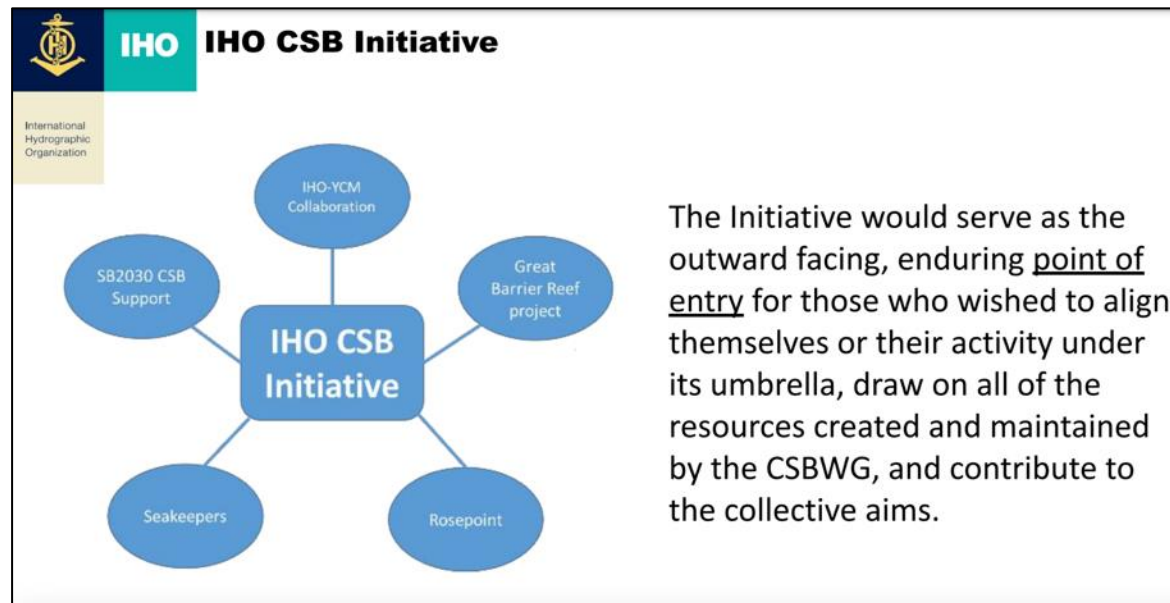 IHO
IHO CSB Initiative
International
Hydrographic
Organization
IHO-YCM
Collaboration
SB2030 CSB
Support
Great
Barrier Reef
project
IHO CSB
Initiative
Seakeepers
Rosepoint
The Initiative would serve as the
outward facing, enduring point of
entry for those who wished to align
themselves or their activity under
its umbrella, draw on all of the
resources created and maintained
by the CSBWG, and contribute to
the collective aims.